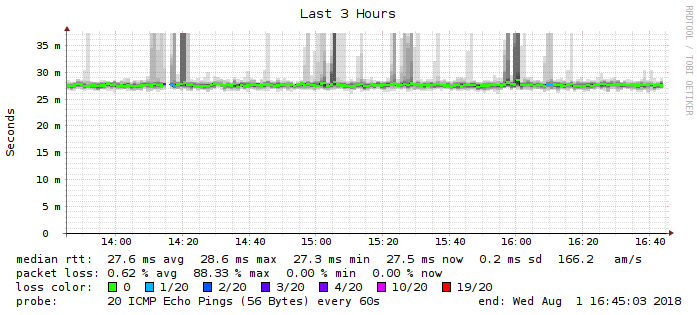 Last 3 Hours
RRDTOOL / TOBI OETIKER
Seconds
35 m
30 m
25 m
20 m
15 m
10 m
5 m
0
14:00 14:20 14:40 15:00 15:20 15:40 16:00 16:20 16:40
median rtt: 27.6 ms avg 28.6 ms max 27.3 ms min 27.5 ms now 0.2 ms sd 166.2 am/s
packet loss: 0.62 % avg 88.33 % max 0.00 % min 0.00 % now
loss color: 0 1/20 2/20 3/20 4/20 10/20 19/20
probe: 20 ICMP Echo Pings (56 Bytes) every 60s end: Wed Aug 1 16:45:03 2018